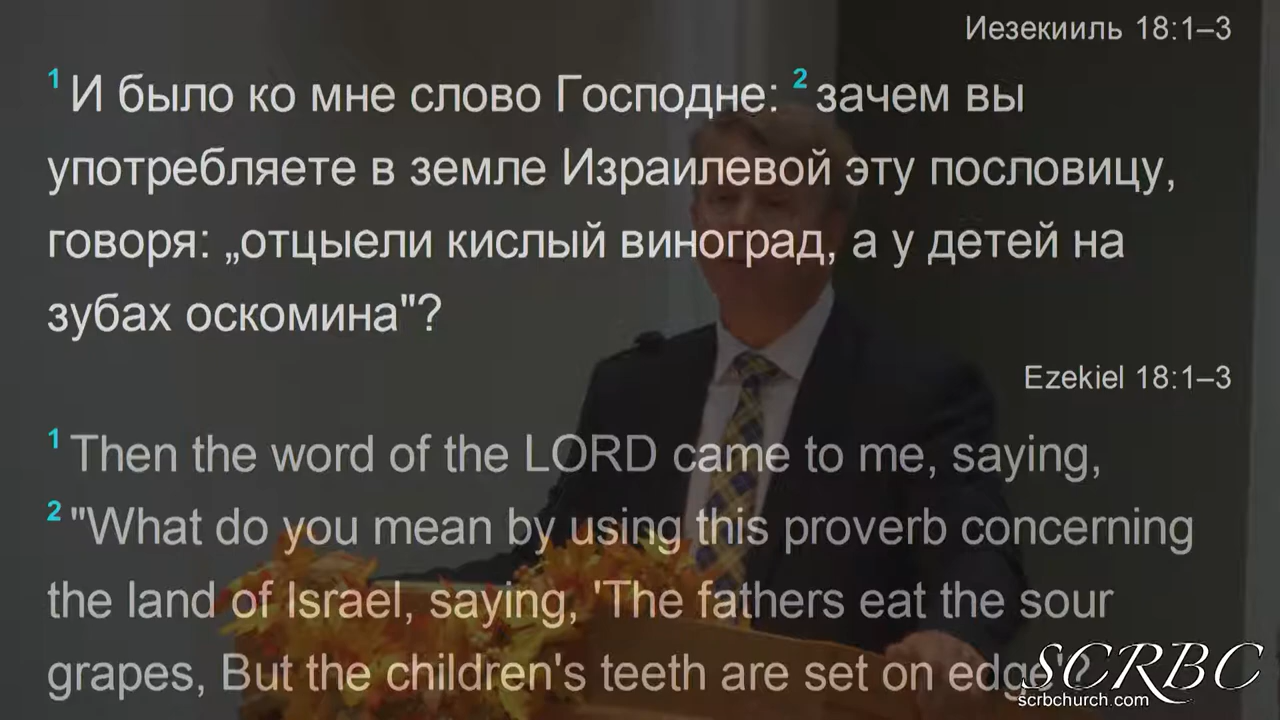 Иезекииль 18:1–3
1 И было ко мне слово Господне: 2 зачем вы
употребляете в земле Израилевой эту пословицу,
говоря: „отцыели кислый виноград, а у детей на
зубах оскомина"?
Ezekiel 18:1–3
1 Then the word of the LORD came to me, saying,
2 "What do you mean by using this proverb concerning
the land of Israel, saying, 'The fathers eat the sour
grapes, But the children's teeth are set on edge'?
SCRBC
scrbchurch.com